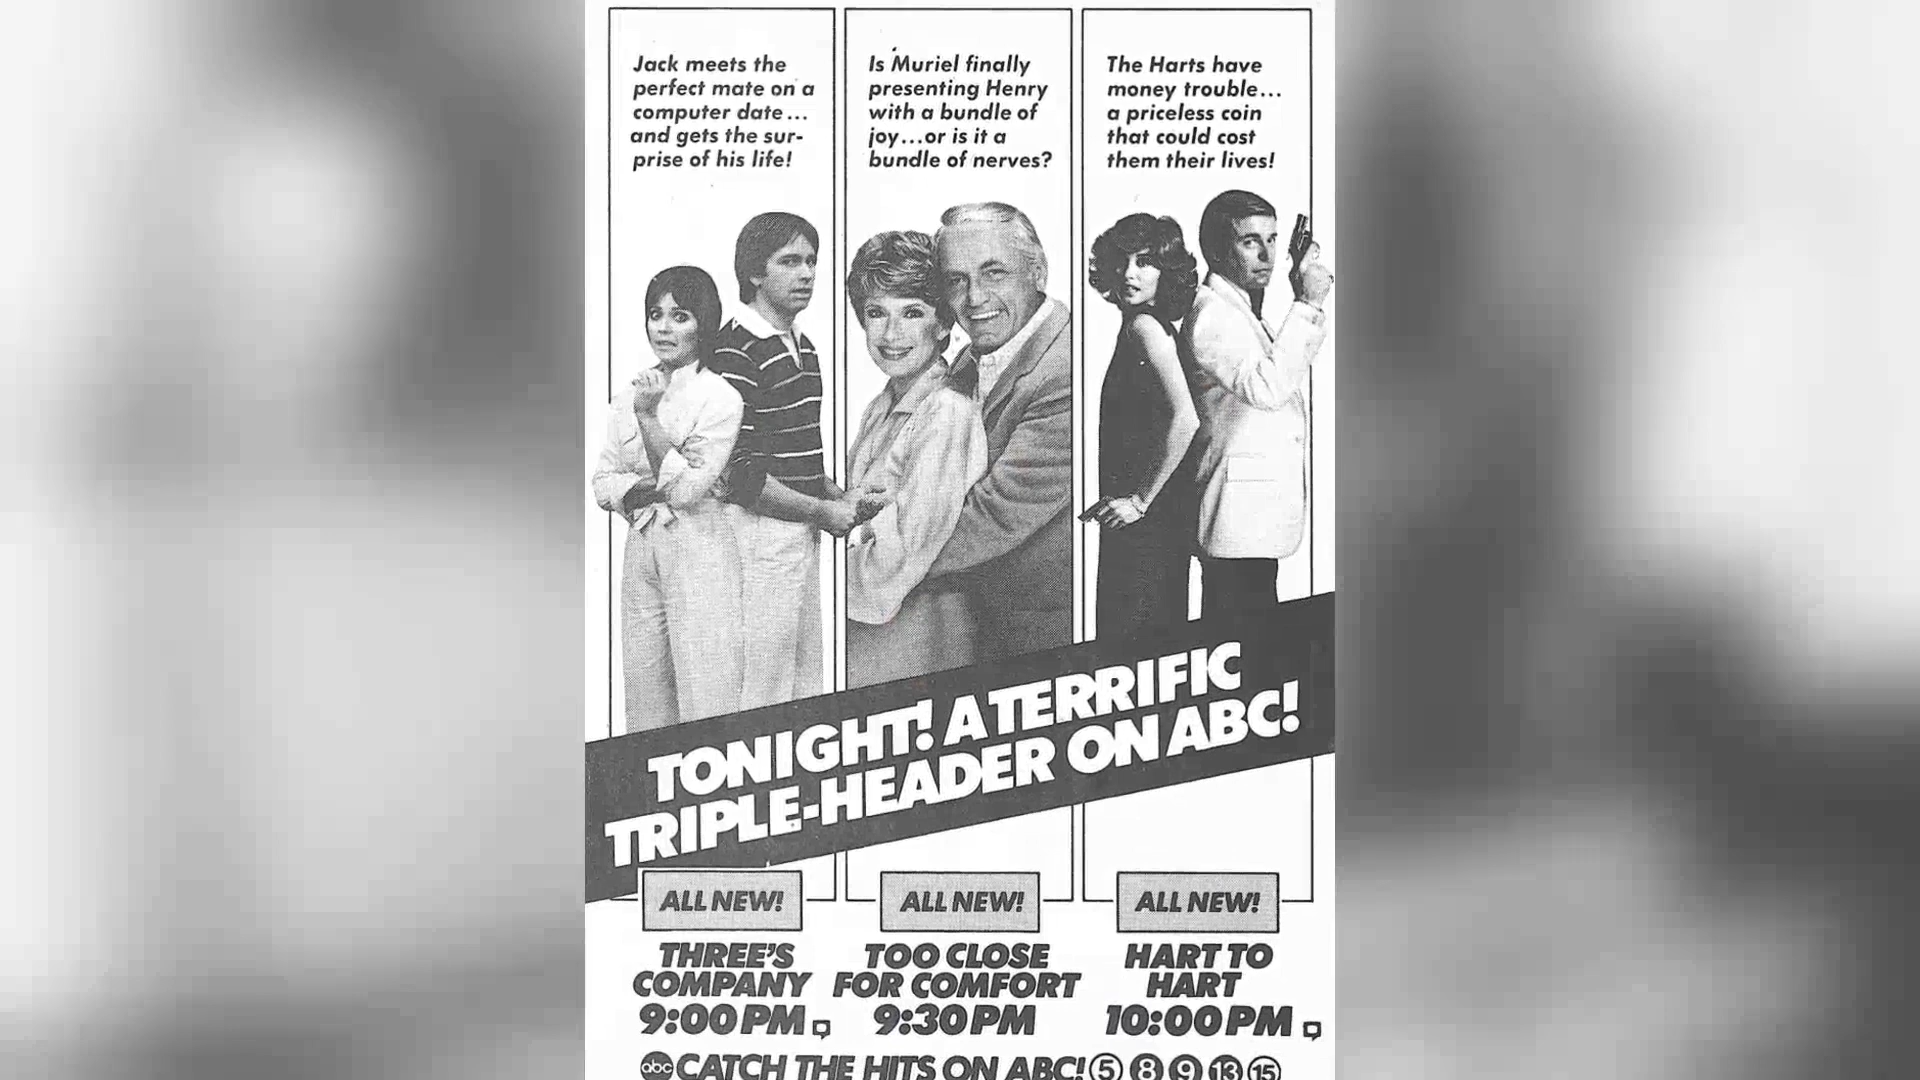 Jack meets the
perfect mate on a
computer date...
and gets the sur-
prise of his life!
Is Muriel finally
presenting Henry
with a bundle of
joy...or is it a
bundle of nerves?
The Harts have
money trouble...
a priceless coin
that could cost
them their lives!
TONIGHT! A TERRIFIC
TRIPLE-HEADER ON ABC!
ALL NEW!
THREE'S
COMPANY
9:00 PM
ALL NEW!
TOO CLOSE
FOR COMFORT
9:30 PM
ALL NEW!
HART TO
HART
10:00 PM
abc CATCH THE HITS ON ABC! 5 8 9 13 15